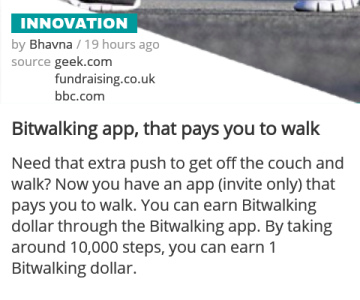 INNOVATION
by Bhavna / 19 hours ago
source geek.com
fundraising.co.uk
bbc.com
Bitwalking app, that pays you to walk
Need that extra push to get off the couch and
walk? Now you have an app (invite only) that
pays you to walk. You can earn Bitwalking
dollar through the Bitwalking app. By taking
around 10,000 steps, you can earn 1
Bitwalking dollar.